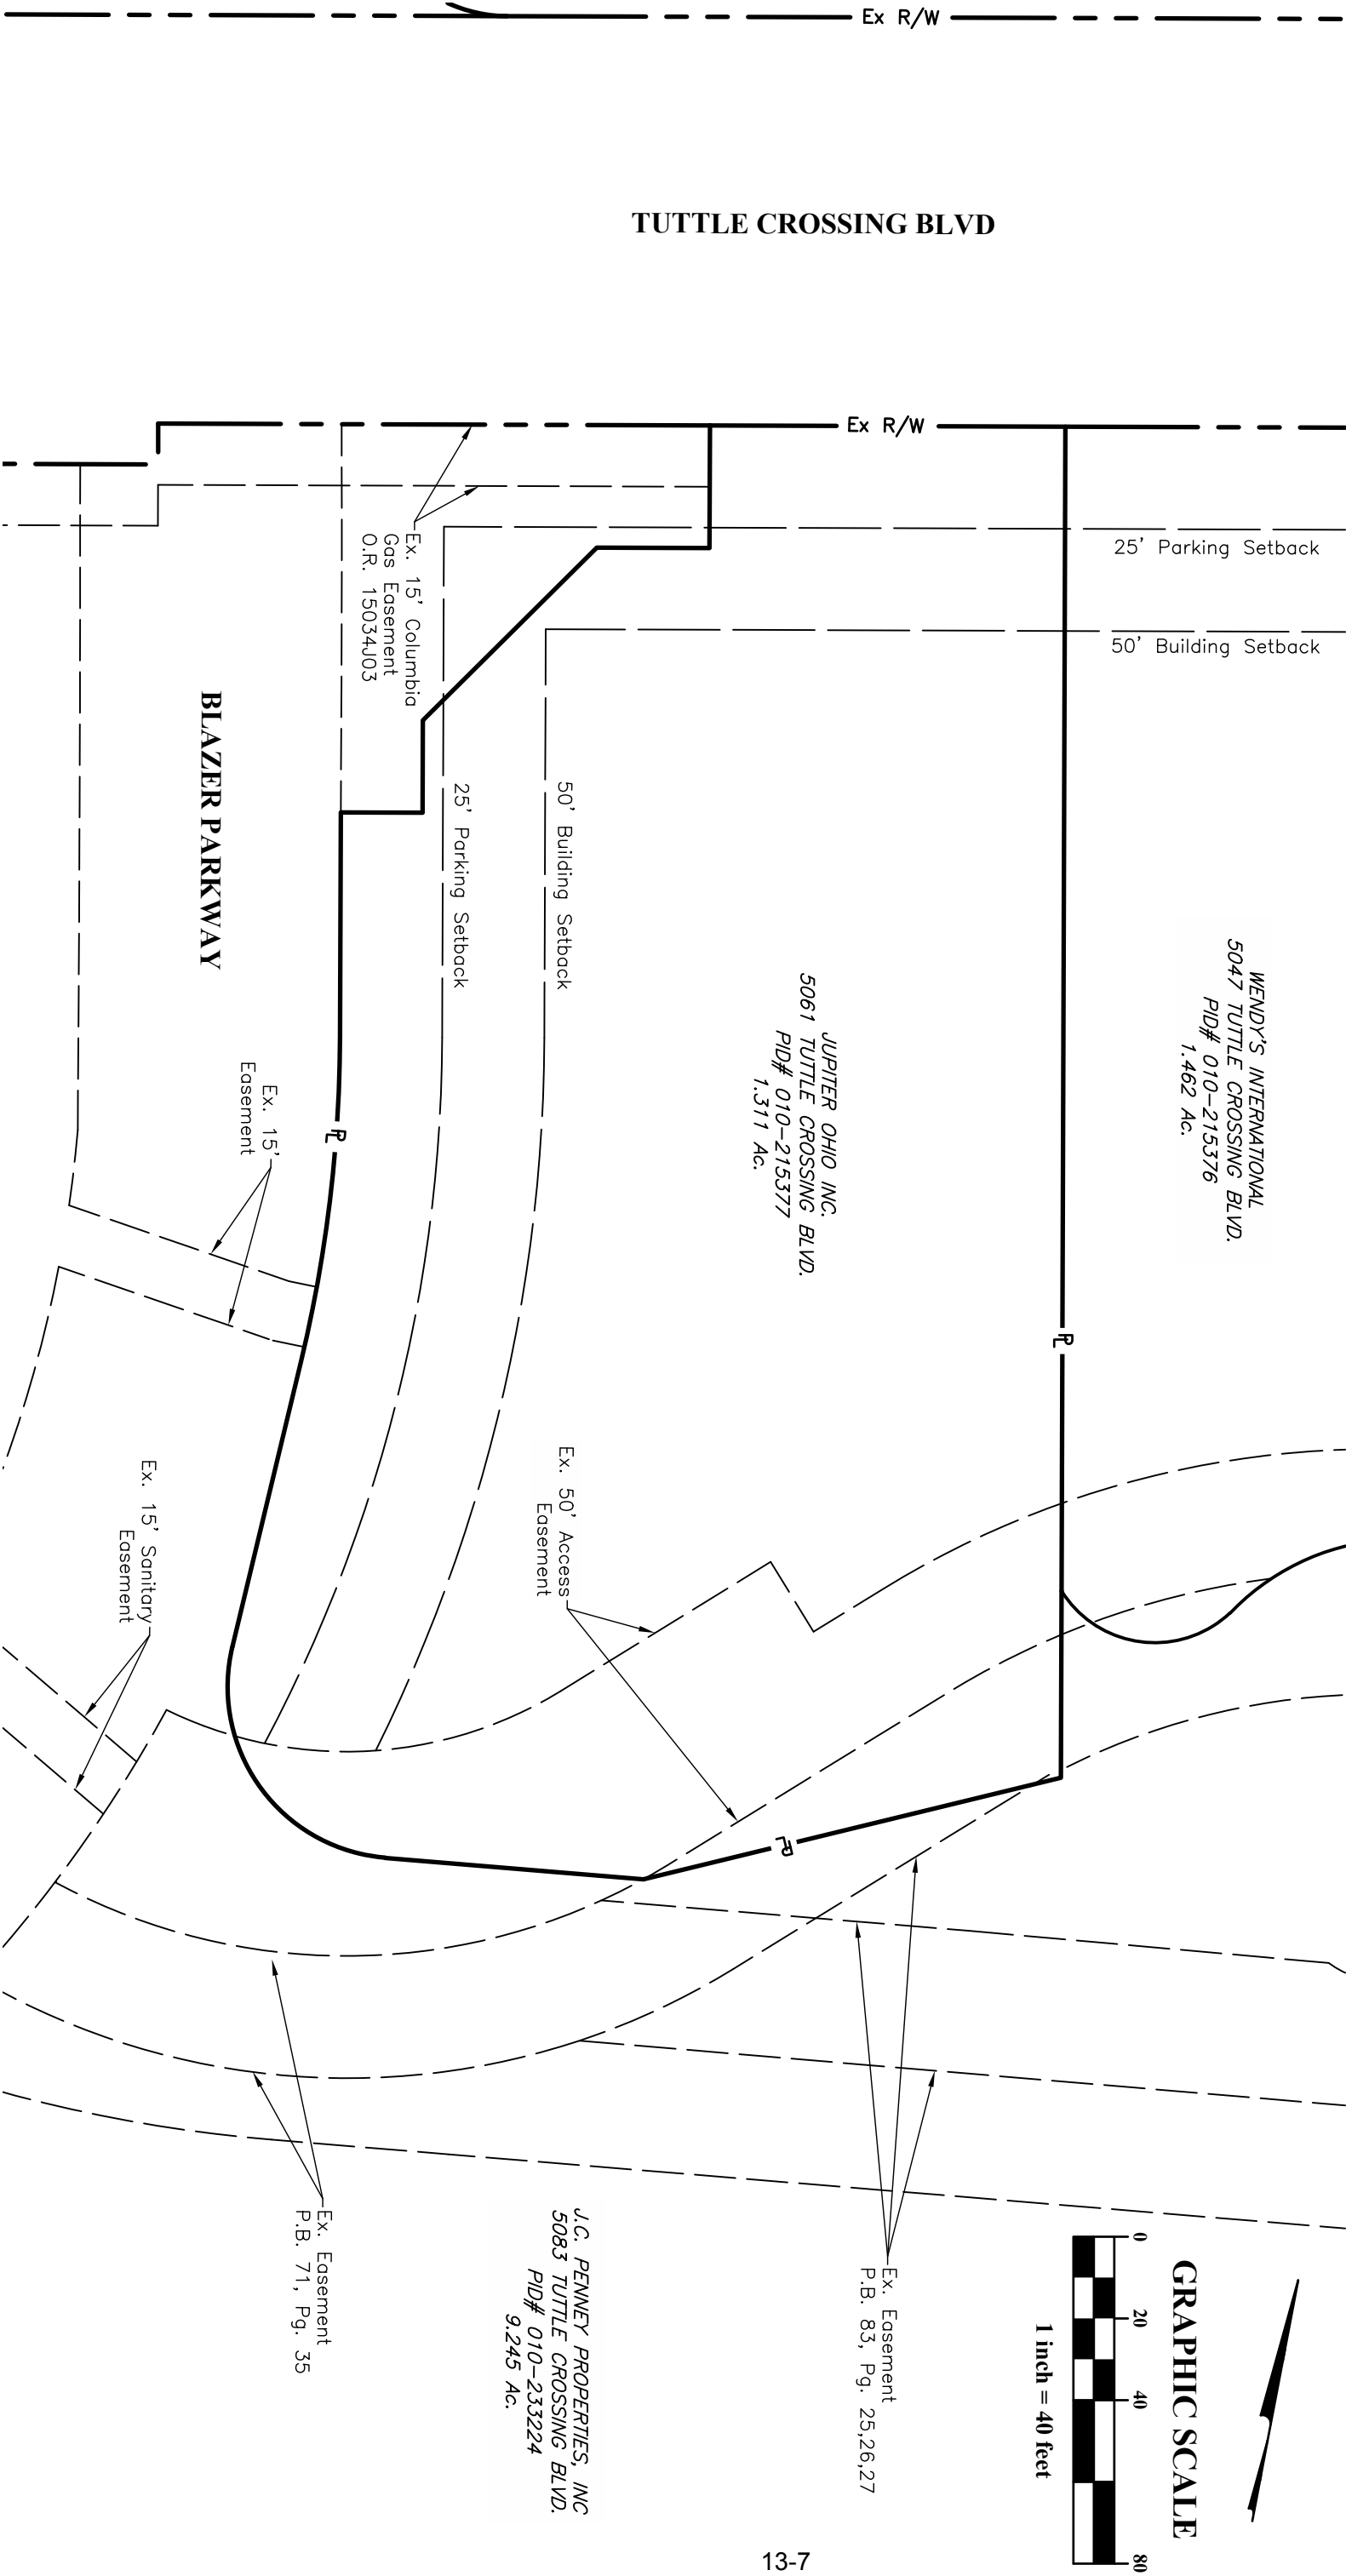 Ex R/W
TUTTLE CROSSING BLVD
Ex R/W
25' Parking Setback
50' Building Setback
Ex. 15' Columbia
Gas Easement
O.R. 15034J03
BLAZER PARKWAY
25' Parking Setback
50' Building Setback
WENDY'S INTERNATIONAL
5047 TUTTLE CROSSING BLVD.
PID# 010-215376
1.462 Ac.
JUPITER OHIO INC.
5061 TUTTLE CROSSING BLVD.
PID# 010-215377
1.311 Ac.
Ex. 15'
Easement
PL
PL
Ex. 50' Access
Easement
Ex. 15' Sanitary
Easement
PL
Ex. Easement
P.B. 83, Pg. 25,26,27
Ex. Easement
P.B. 71, Pg. 35
J.C. PENNEY PROPERTIES, INC
5083 TUTTLE CROSSING BLVD.
PID# 010-233224
9.245 Ac.
GRAPHIC SCALE
0 20 40 80
1 inch = 40 feet
13-7